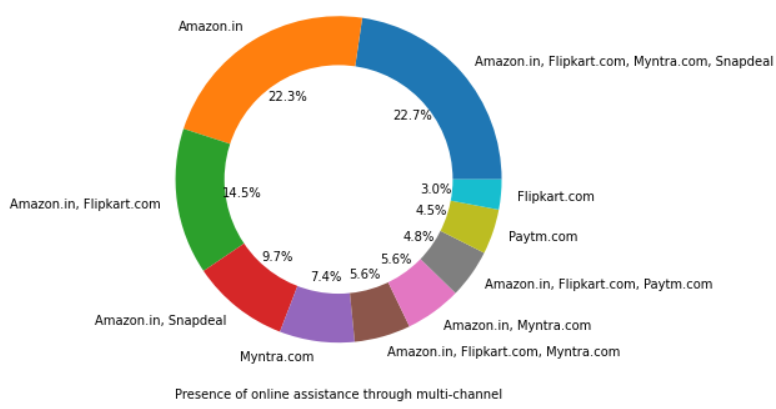 Amazon.in
Amazon.in, Flipkart.com, Myntra.com, Snapdeal
22.3%
22.7%
14.5%
3.0%
Flipkart.com
Amazon.in, Flipkart.com
4.5%
Paytm.com
4.8%
9.7%
5.6%
7.4%
5.6%
Amazon.in, Flipkart.com, Paytm.com
Amazon.in, Snapdeal
Amazon.in, Myntra.com
Myntra.com
Amazon.in, Flipkart.com, Myntra.com
Presence of online assistance through multi-channel